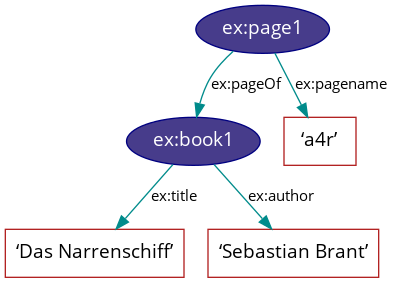 ex:page1
ex:pageOf ex:pagename
ex:book1 ‘a4r’
ex:title ex:author
‘Das Narrenschiff’ ‘Sebastian Brant’